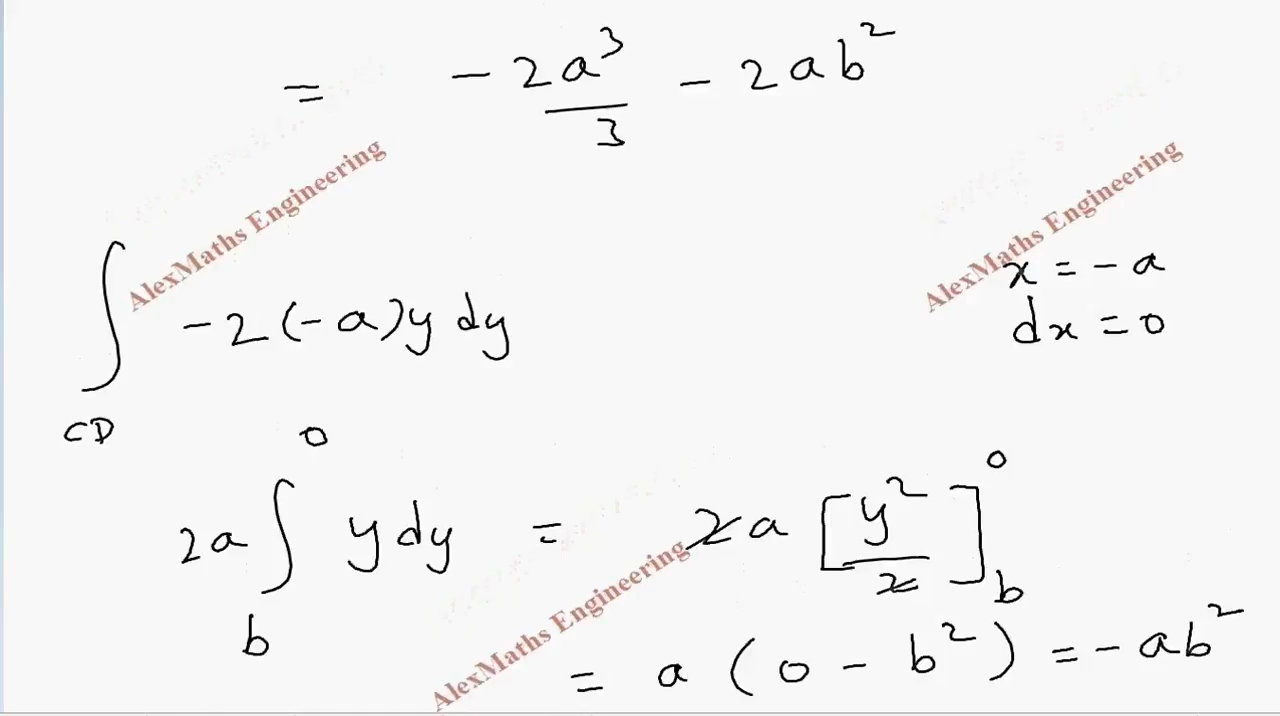 = -2a³/3 - 2ab²
AlexMaths Engineering
AlexMaths Engineering
x = -a
∫_CD -2(-a)y dy
dx = 0
2a ∫_b^0 y dy = 2a [y²/2]_b^0
AlexMaths Engineering
= a(0 - b²) = -ab²